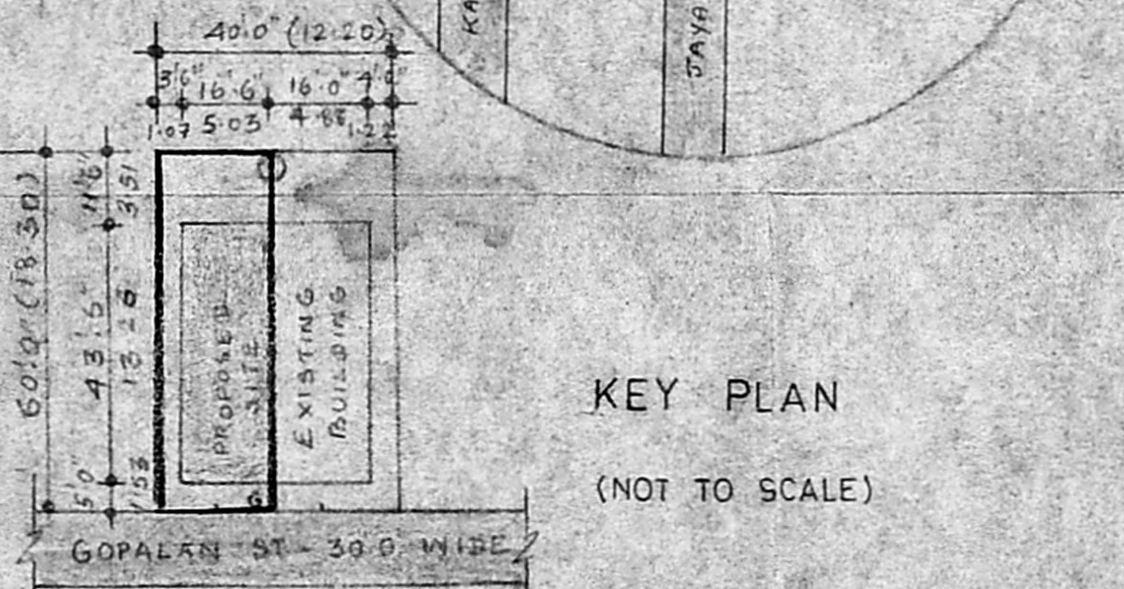 KA
JAYA
40'0" (12·20)
3'6" 16'-6" 16'-0" 4'0"
1·07 5·03 4·88 1·22
60'0" (18·30)
11'6"
3 51
43'6"
13 26
5'0"
1·53
PROPOSED
SITE
EXISTING
BUILDING
KEY PLAN
(NOT TO SCALE)
GOPALAN ST - 30'0 WIDE